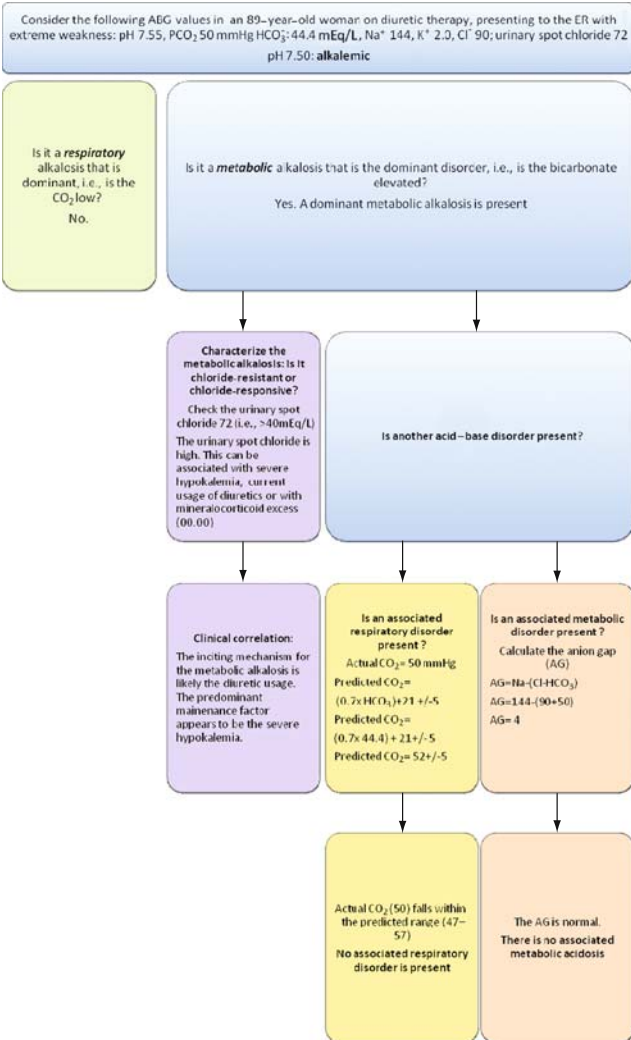 Consider the following ABG values in an 89–year–old woman on diuretic therapy, presenting to the ER with
extreme weakness: pH 7.55, PCO₂ 50 mmHg HCO₃⁻: 44.4 mEq/L, Na⁺ 144, K⁺ 2.0, Cl⁻ 90; urinary spot chloride 72
pH 7.50: alkalemic
Is it a respiratory
alkalosis that is
dominant, i.e., is the
CO₂ low?
No.
Is it a metabolic alkalosis that is the dominant disorder, i.e., is the bicarbonate
elevated?
Yes. A dominant metabolic alkalosis is present
Characterize the
metabolic alkalosis: Is it
chloride-resistant or
chloride-responsive?
Check the urinary spot
chloride 72 (i.e., >40mEq/L)
The urinary spot chloride is
high. This can be
associated with severe
hypokalemia, current
usage of diuretics or with
mineralocorticoid excess
(00.00)
Is another acid–base disorder present?
Clinical correlation:
The inciting mechanism for
the metabolic alkalosis is
likely the diuretic usage.
The predominant
mainenance factor
appears to be the severe
hypokalemia.
Is an associated
respiratory disorder
present ?
Actual CO₂= 50 mmHg
Predicted CO₂=
(0.7x HCO₃)+21 +/-5
Predicted CO₂=
(0.7x 44.4) + 21+/-5
Predicted CO₂= 52+/-5
Is an associated metabolic
disorder present ?
Calculate the anion gap
(AG)
AG=Na-(Cl-HCO₃)
AG=144-(90+50)
AG= 4
Actual CO₂ (50) falls within
the predicted range (47–
57)
No associated respiratory
disorder is present
The AG is normal.
There is no associated
metabolic acidosis